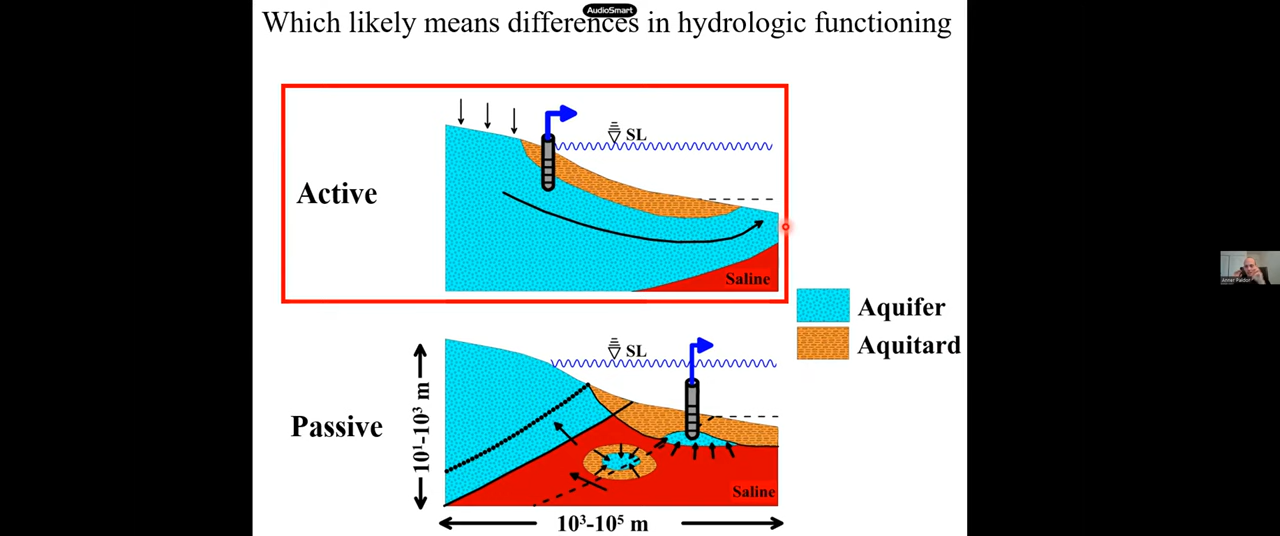 AudioSmart
Which likely means differences in hydrologic functioning
SL
Active
Saline
Aquifer
Aquitard
SL
Passive
10¹-10³ m
Saline
10³-10⁵ m